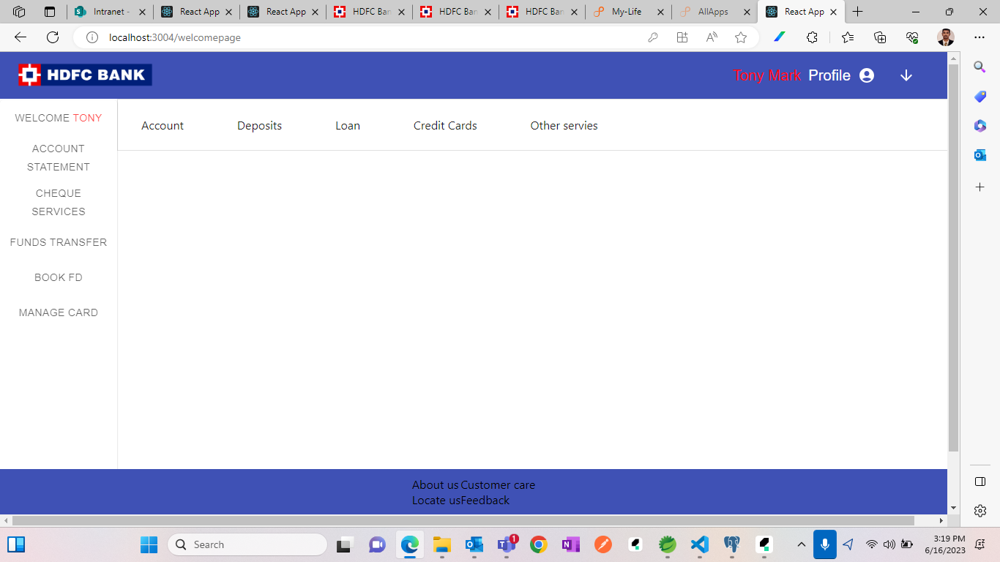 Intranet -
React App
React App
HDFC Ban
HDFC Ban
HDFC Ban
My-Life
AllApps
React App
localhost:3004/welcomepage
HDFC BANK
Tony Mark Profile
WELCOME TONY
Account Deposits Loan Credit Cards Other servies
ACCOUNT
STATEMENT
CHEQUE
SERVICES
FUNDS TRANSFER
BOOK FD
MANAGE CARD
About us Customer care
Locate usFeedback
Search
1
3:19 PM
6/16/2023